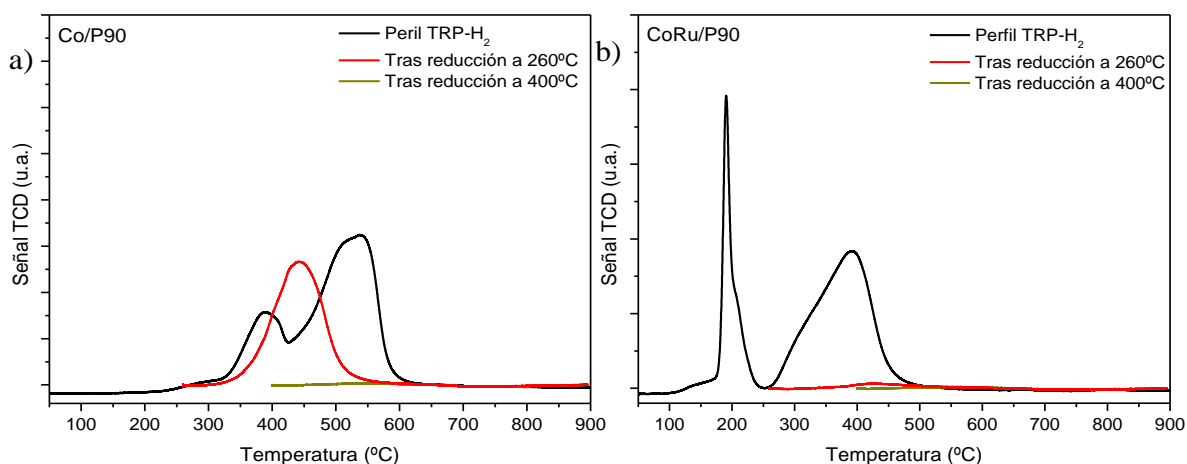 a)
Co/P90
Peril TRP-H₂
Tras reducción a 260ºC
Tras reducción a 400ºC
Señal TCD (u.a.)
100 200 300 400 500 600 700 800 900
Temperatura (ºC)
b)
CoRu/P90
Perfil TRP-H₂
Tras reducción a 260ºC
Tras reducción a 400ºC
Señal TCD (u.a.)
100 200 300 400 500 600 700 800 900
Temperatura (ºC)